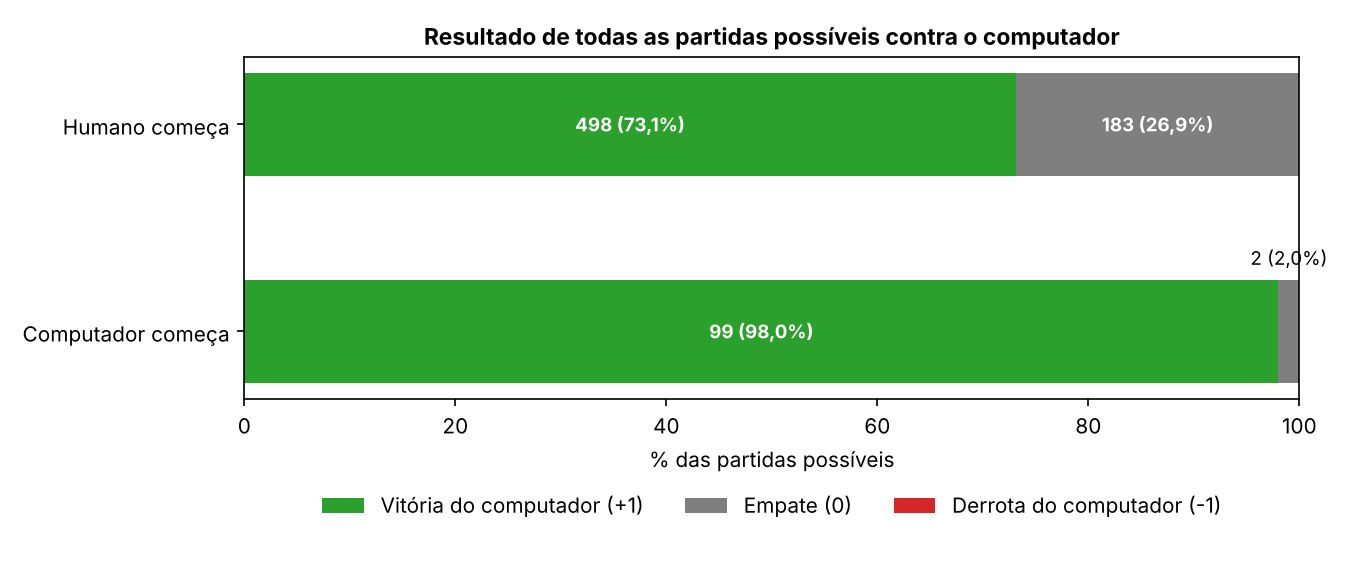 Resultado de todas as partidas possíveis contra o computador
Humano começa
498 (73,1%)
183 (26,9%)
2 (2,0%)
Computador começa
99 (98,0%)
0 20 40 60 80 100
% das partidas possíveis
Vitória do computador (+1) Empate (0) Derrota do computador (-1)